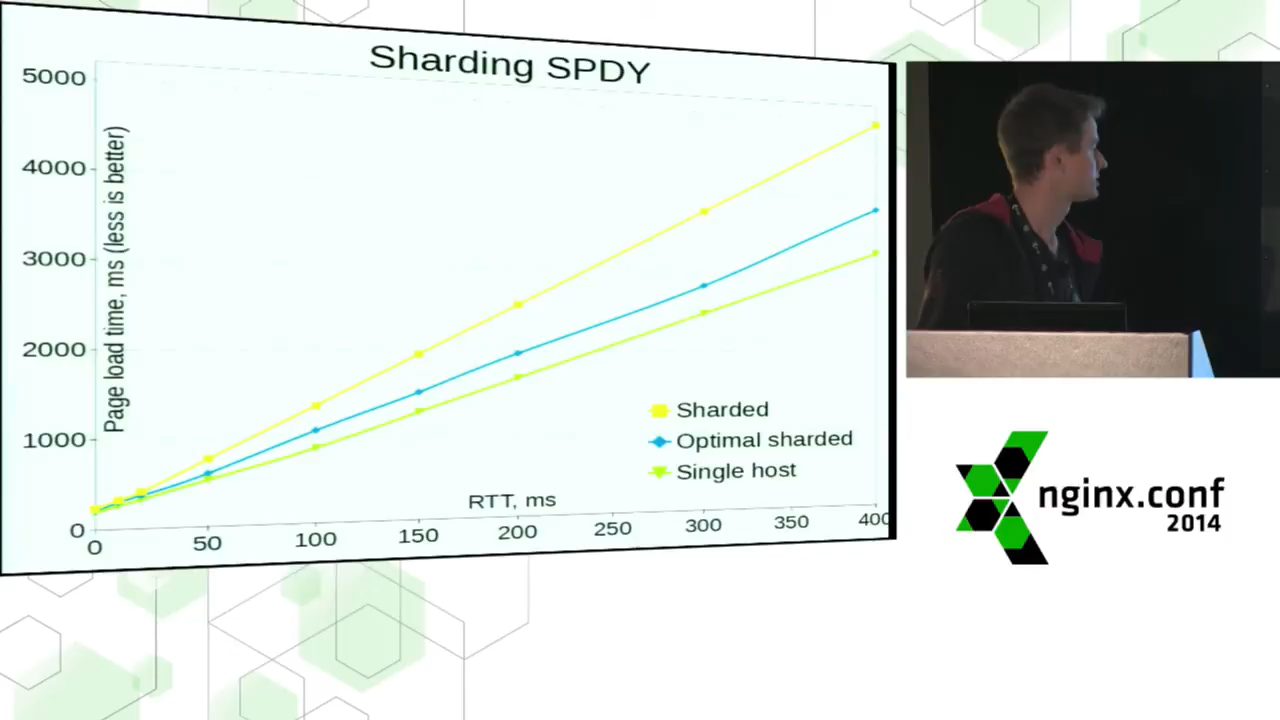 Sharding SPDY
5000
4000
3000
2000
1000
0
Page load time, ms (less is better)
Sharded
Optimal sharded
Single host
RTT, ms
0 50 100 150 200 250 300 350 400
nginx.conf
2014